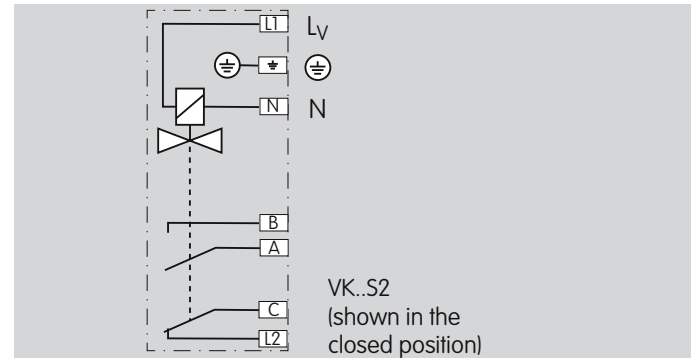 L1 LV
N N
B
A
C
L2
VK..S2
(shown in the
closed position)